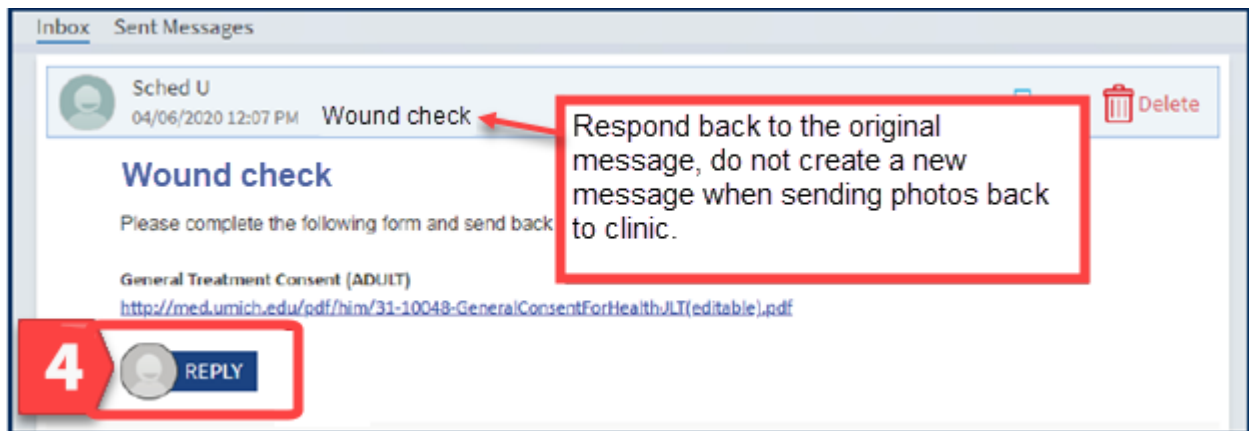 Inbox Sent Messages
Sched U
04/06/2020 12:07 PM Wound check
Delete
Respond back to the original
message, do not create a new
message when sending photos back
to clinic.
Wound check
Please complete the following form and send back
General Treatment Consent (ADULT)
http://med.umich.edu/pdf/him/31-10048-GeneralConsentForHealthJLT(editable).pdf
4
REPLY